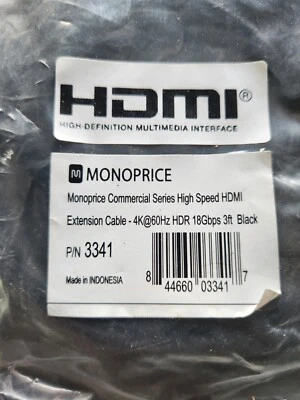 HDMI®
HIGH-DEFINITION MULTIMEDIA INTERFACE
M MONOPRICE
Monoprice Commercial Series High Speed HDMI
Extension Cable - 4K@60Hz HDR 18Gbps 3ft Black
P/N 3341
Made in INDONESIA
8 44660 03341 7